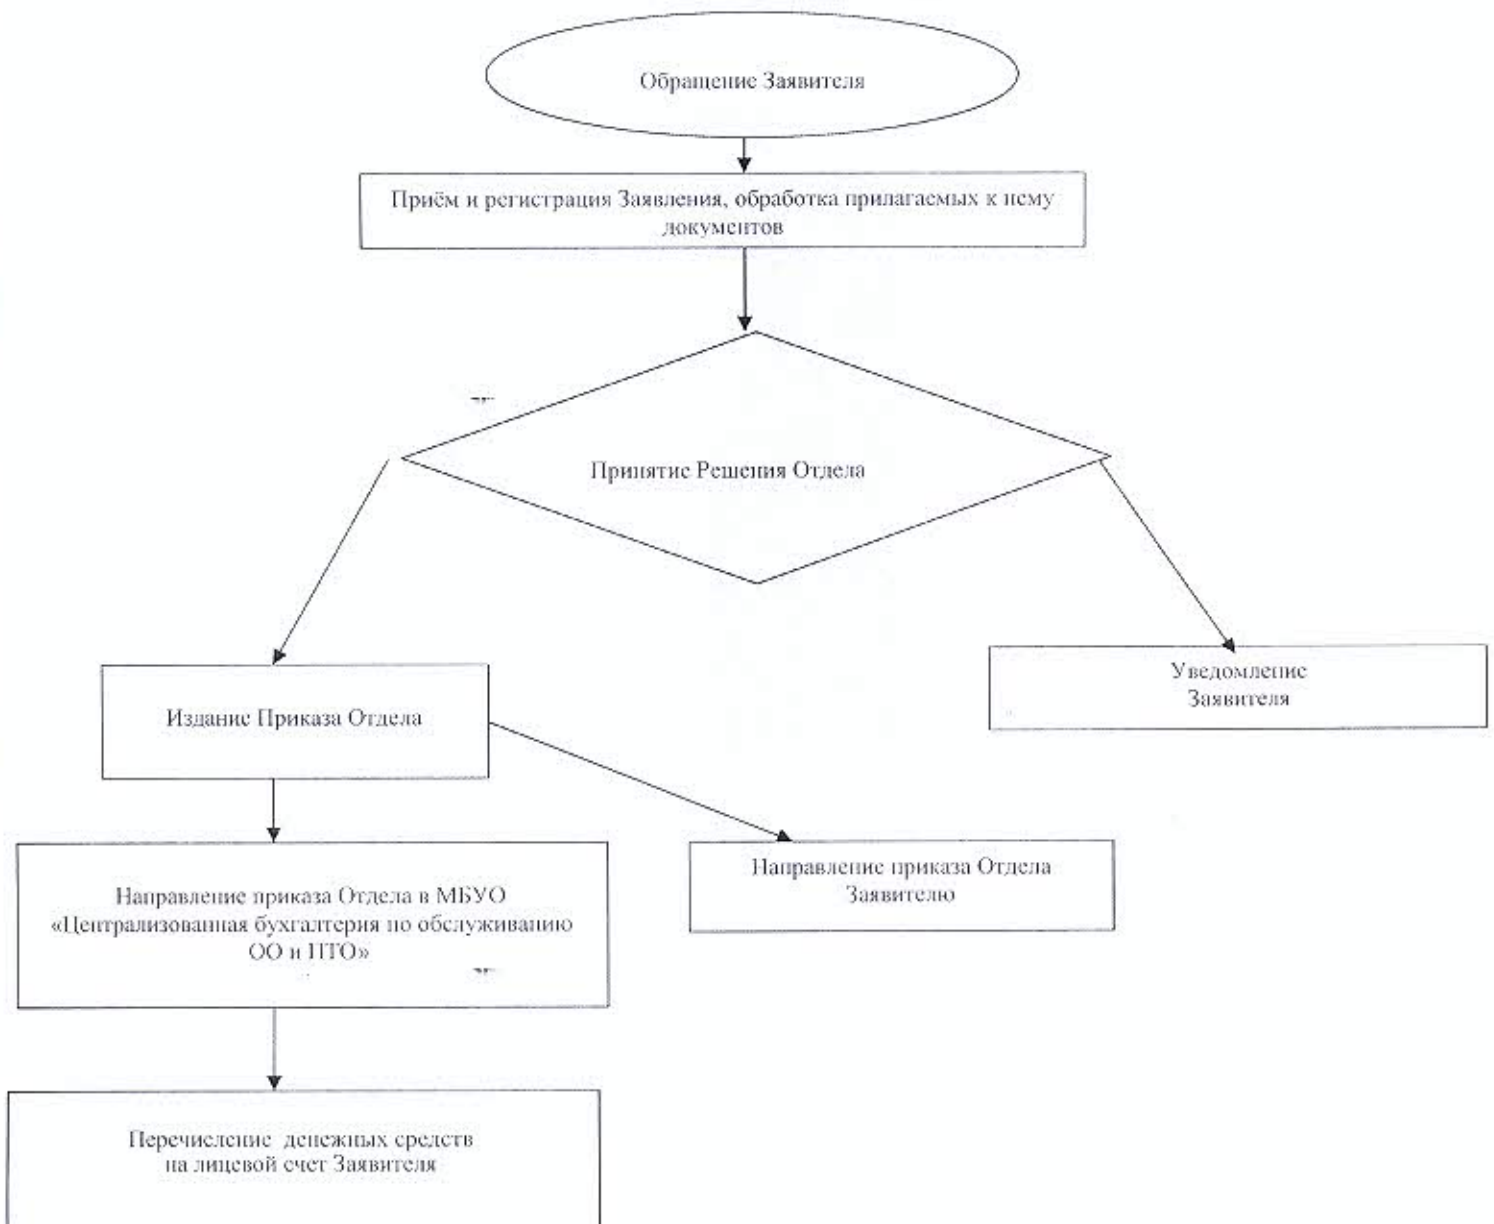 Обращение Заявителя
Приём и регистрация Заявления, обработка прилагаемых к нему
документов
Принятие Решения Отдела
Издание Приказа Отдела
Уведомление
Заявителя
Направление приказа Отдела в МБУО
«Централизованная бухгалтерия по обслуживанию
ОО и ПТО»
Направление приказа Отдела
Заявителю
Перечисление денежных средств
на лицевой счет Заявителя